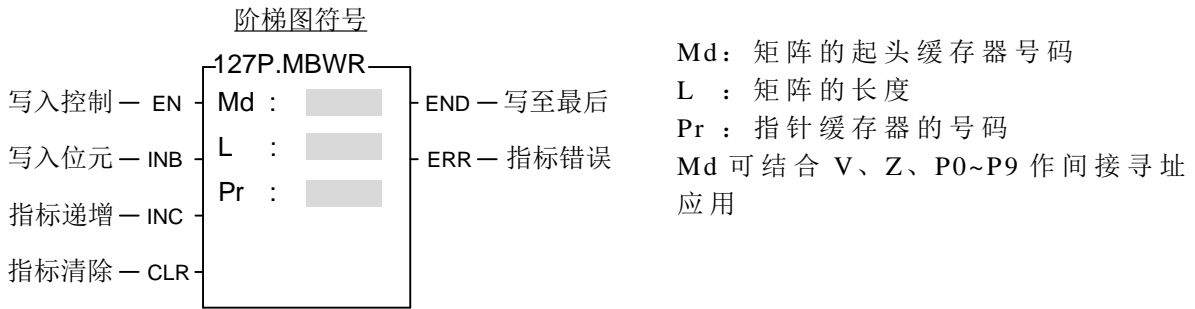 阶梯图符号
127P.MBWR
写入控制 EN Md : END 写至最后
写入位元 INB L : ERR 指标错误
Pr :
指标递增 INC
指标清除 CLR
Md：矩阵的起头缓存器号码
L ：矩阵的长度
Pr ：指针缓存器的号码
Md 可结合 V、Z、P0~P9 作间接寻址
应用